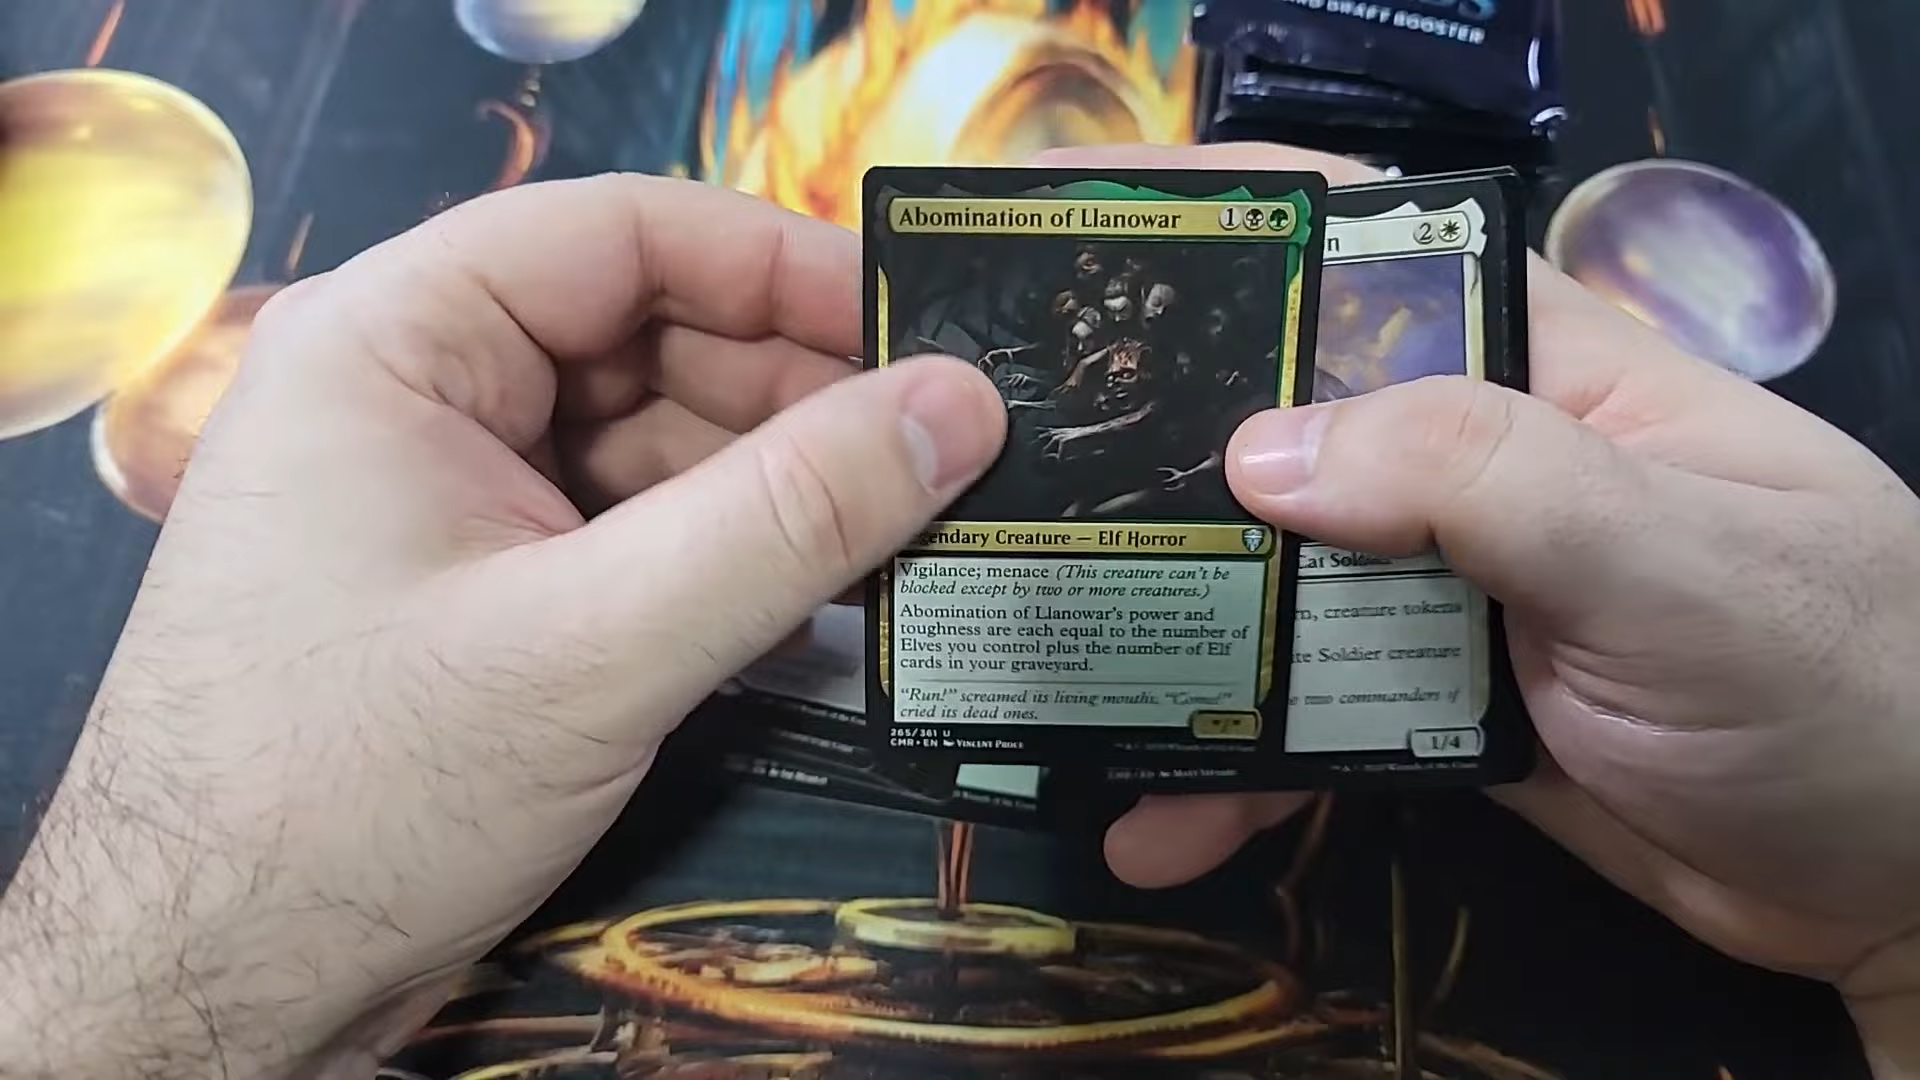 DRAFT BOOSTER
Abomination of Llanowar 1
n 2
gendary Creature — Elf Horror
Vigilance; menace (This creature can't be
blocked except by two or more creatures.)
Abomination of Llanowar's power and
toughness are each equal to the number of
Elves you control plus the number of Elf
cards in your graveyard.
"Run!" screamed its living mouths. "Come!"
cried its dead ones.
*/*
265/361 U
CMR • EN Vincent Proce
Cat Soldier
n, creature tokens
ite Soldier creature
e two commanders of
1/4